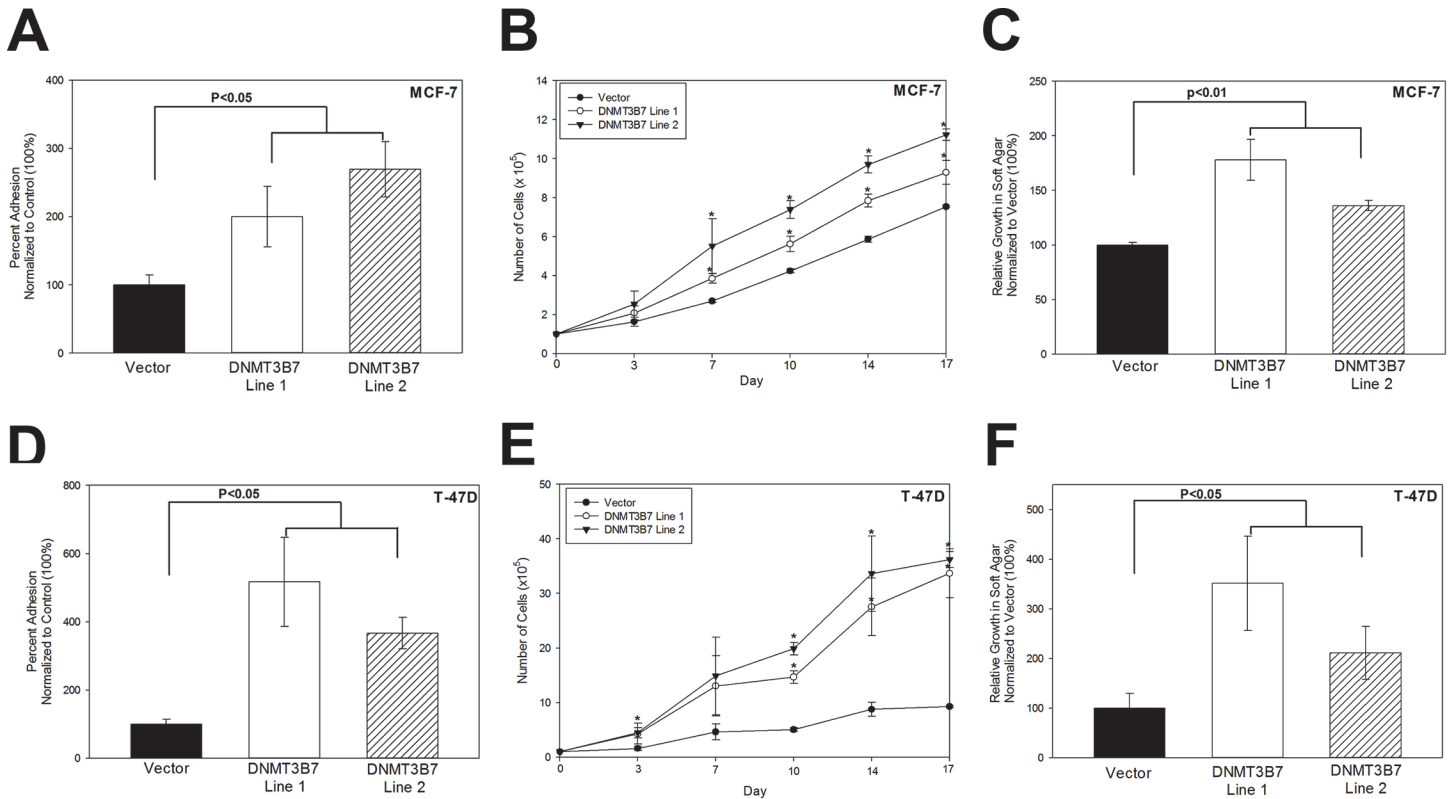 A
B
C
400
300
200
100
0
Percent Adhesion
Normalized to Control (100%)
P<0.05
MCF-7
Vector
DNMT3B7
Line 1
DNMT3B7
Line 2
14
12
10
8
6
4
2
0
Number of Cells (x 10⁵)
Vector
DNMT3B7 Line 1
DNMT3B7 Line 2
MCF-7
* * * * * * * *
0 3 7 10 14 17
Day
250
200
150
100
50
0
Relative Growth in Soft Agar
Normalized to Vector (100%)
p<0.01
MCF-7
Vector
DNMT3B7
Line 1
DNMT3B7
Line 2
D
E
F
800
600
400
200
0
Percent Adhesion
Normalized to Control (100%)
P<0.05
T-47D
Vector
DNMT3B7
Line 1
DNMT3B7
Line 2
50
40
30
20
10
0
Number of Cells (x10⁵)
Vector
DNMT3B7 Line 1
DNMT3B7 Line 2
T-47D
* * * * * * *
0 3 7 10 14 17
Day
500
400
300
200
100
0
Relative Growth in Soft Agar
Normalized to Vector (100%)
P<0.05
T-47D
Vector
DNMT3B7
Line 1
DNMT3B7
Line 2